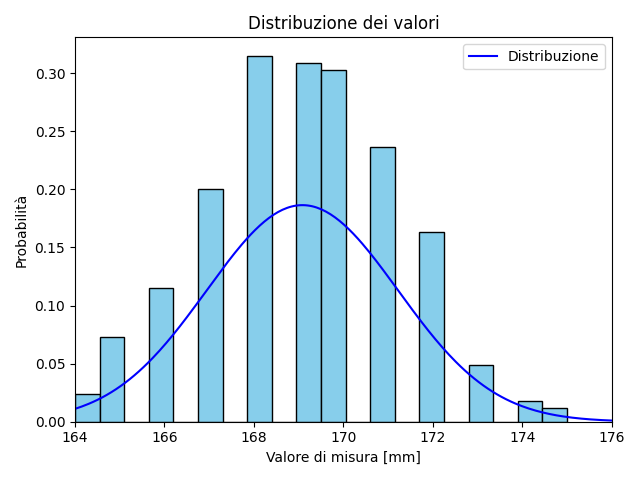 Distribuzione dei valori
Distribuzione
Probabilità
0.30
0.25
0.20
0.15
0.10
0.05
0.00
164 166 168 170 172 174 176
Valore di misura [mm]